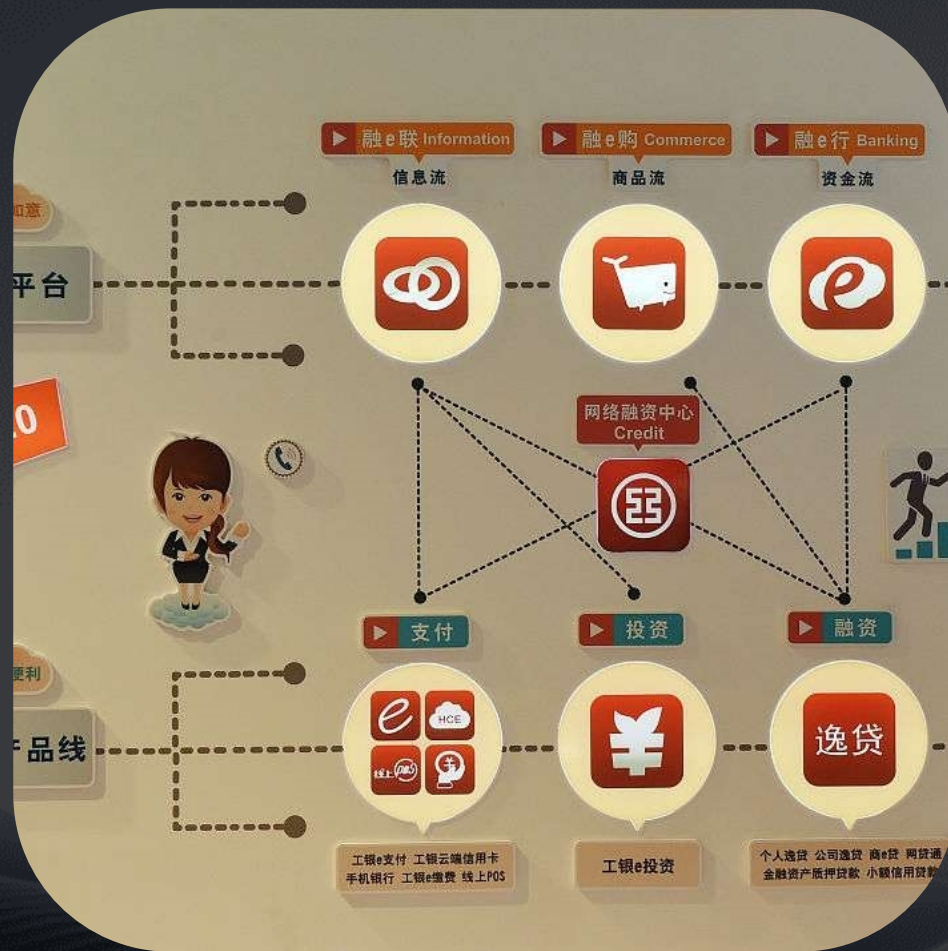 融e联 Information
融e购 Commerce
融e行 Banking
信息流
商品流
资金流
如意
平台
网络融资中心
Credit
支付
投资
融资
便利
品线
e
HCE
线上POS
逸贷
工银e支付 工银云端信用卡
手机银行 工银e缴费 线上POS
工银e投资
个人逸贷 公司逸贷 商e贷 网贷通
金融资产质押贷款 小额信用贷款